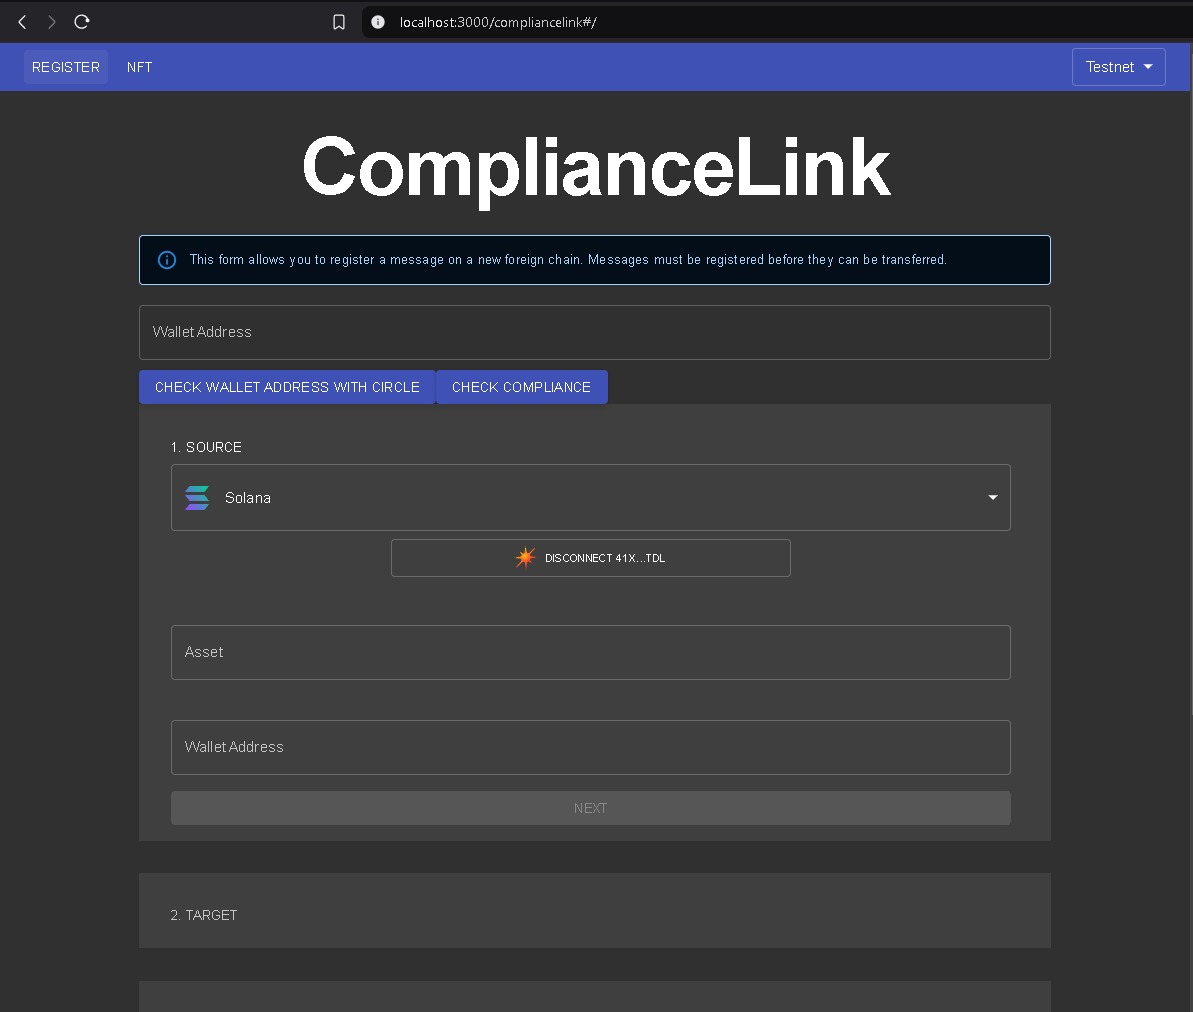 localhost:3000/compliancelink#/
REGISTER NFT Testnet
ComplianceLink
This form allows you to register a message on a new foreign chain. Messages must be registered before they can be transferred.
Wallet Address
CHECK WALLET ADDRESS WITH CIRCLE CHECK COMPLIANCE
1. SOURCE
Solana
DISCONNECT 41X...TDL
Asset
Wallet Address
NEXT
2. TARGET